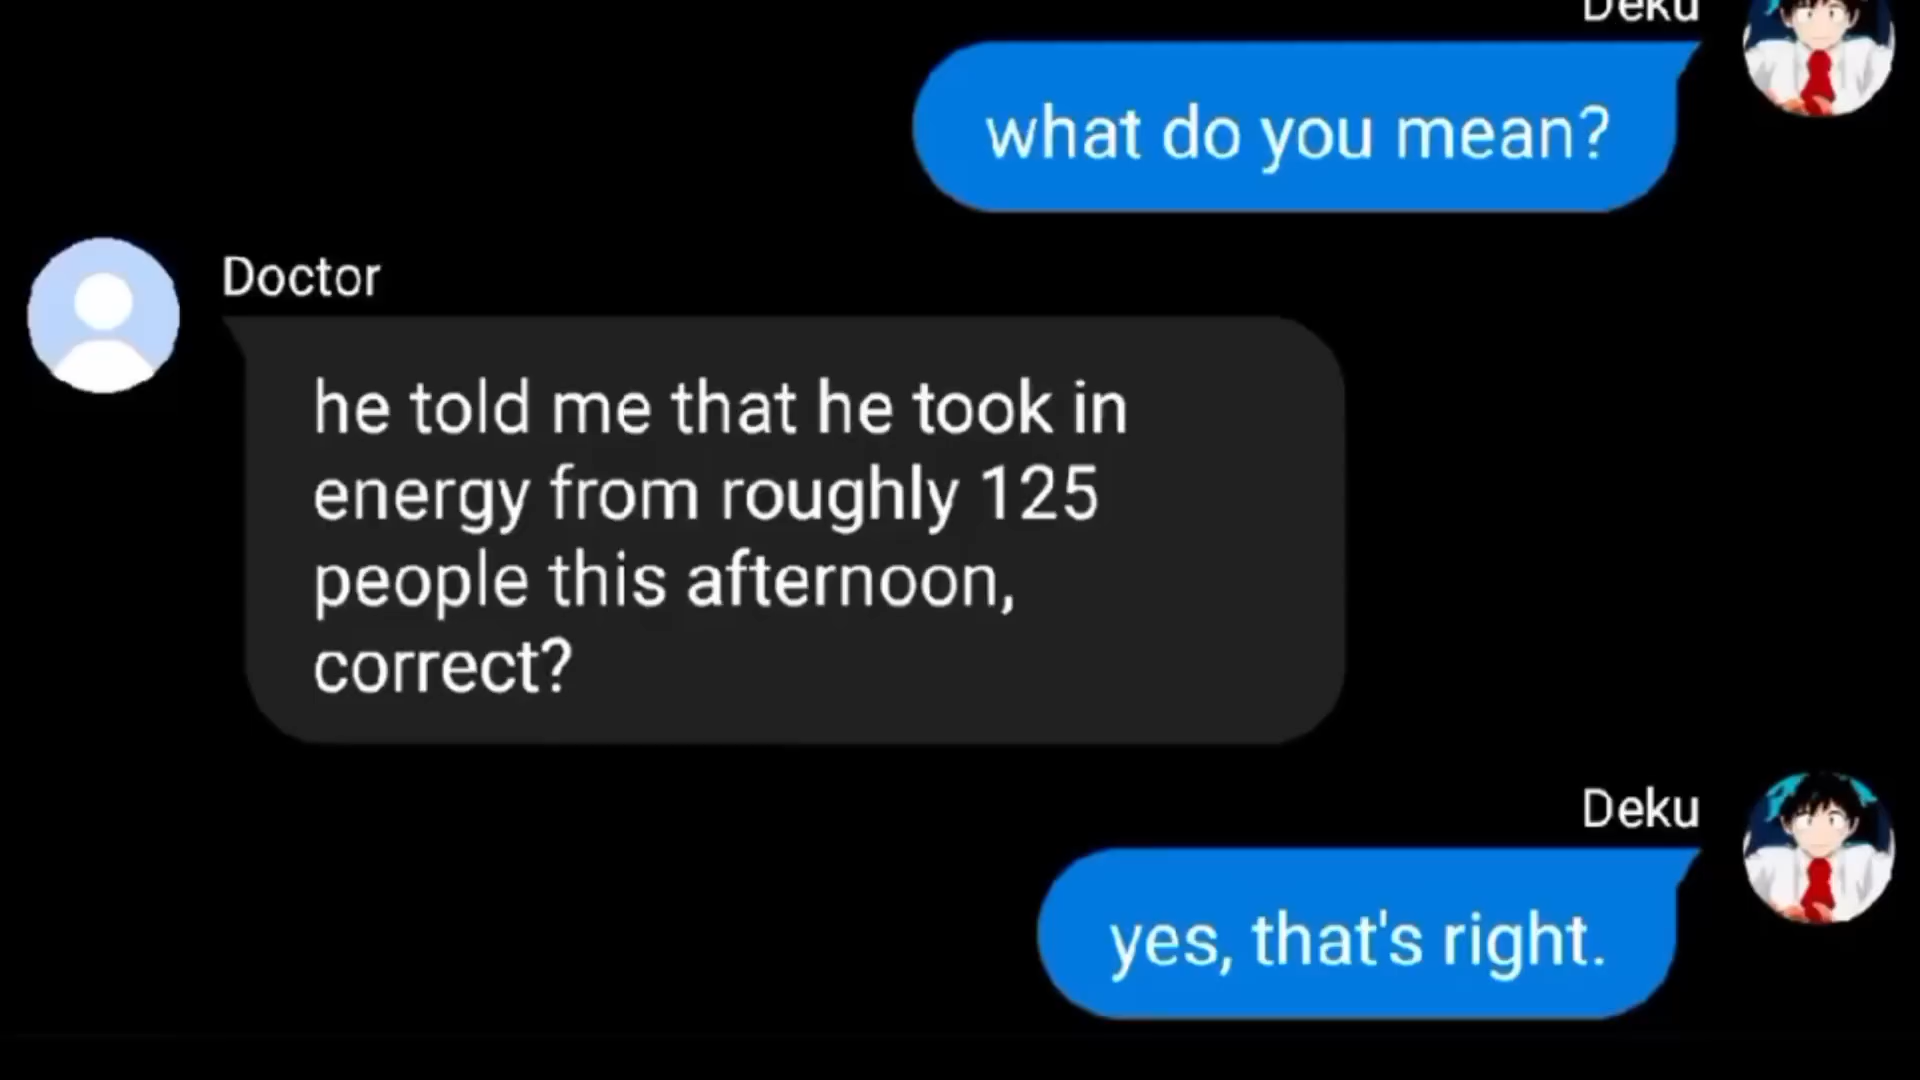 Deku
what do you mean?
Doctor
he told me that he took in
energy from roughly 125
people this afternoon,
correct?
Deku
yes, that's right.